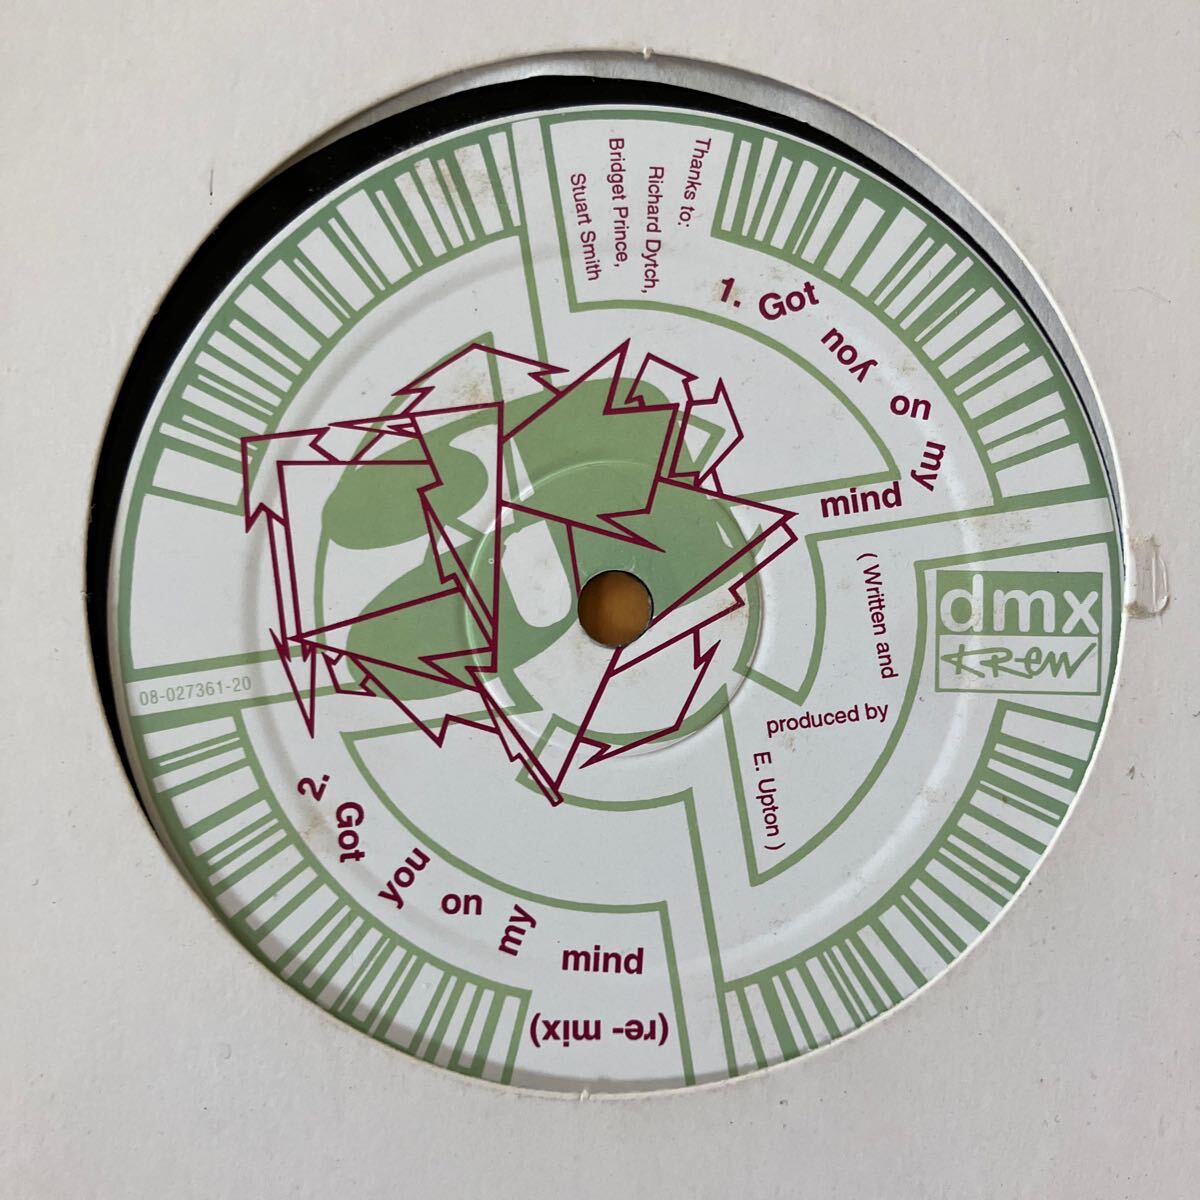 Thanks to:
Richard Dytch,
Bridget Prince,
Stuart Smith
1. Got you on my mind
( Written and
produced by
E. Upton )
dmx
KREW
08-027361-20
2. Got you on my mind
(re- mix)